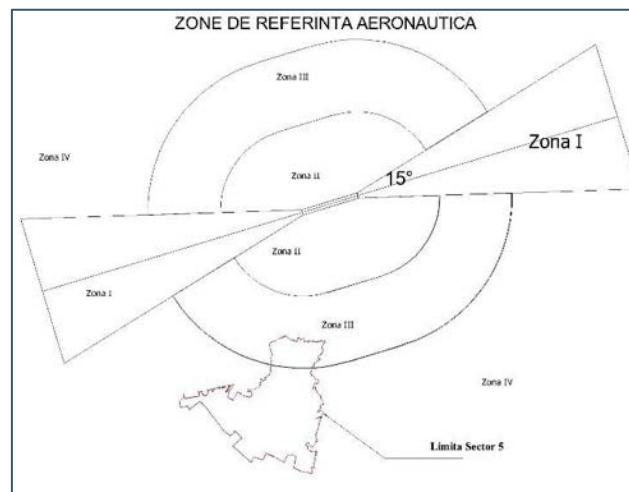 ZONE DE REFERINTA AERONAUTICA
Zona III
Zona I
Zona IV
Zona II
15°
Zona II
Zona I
Zona III
Zona IV
Limita Sector 5